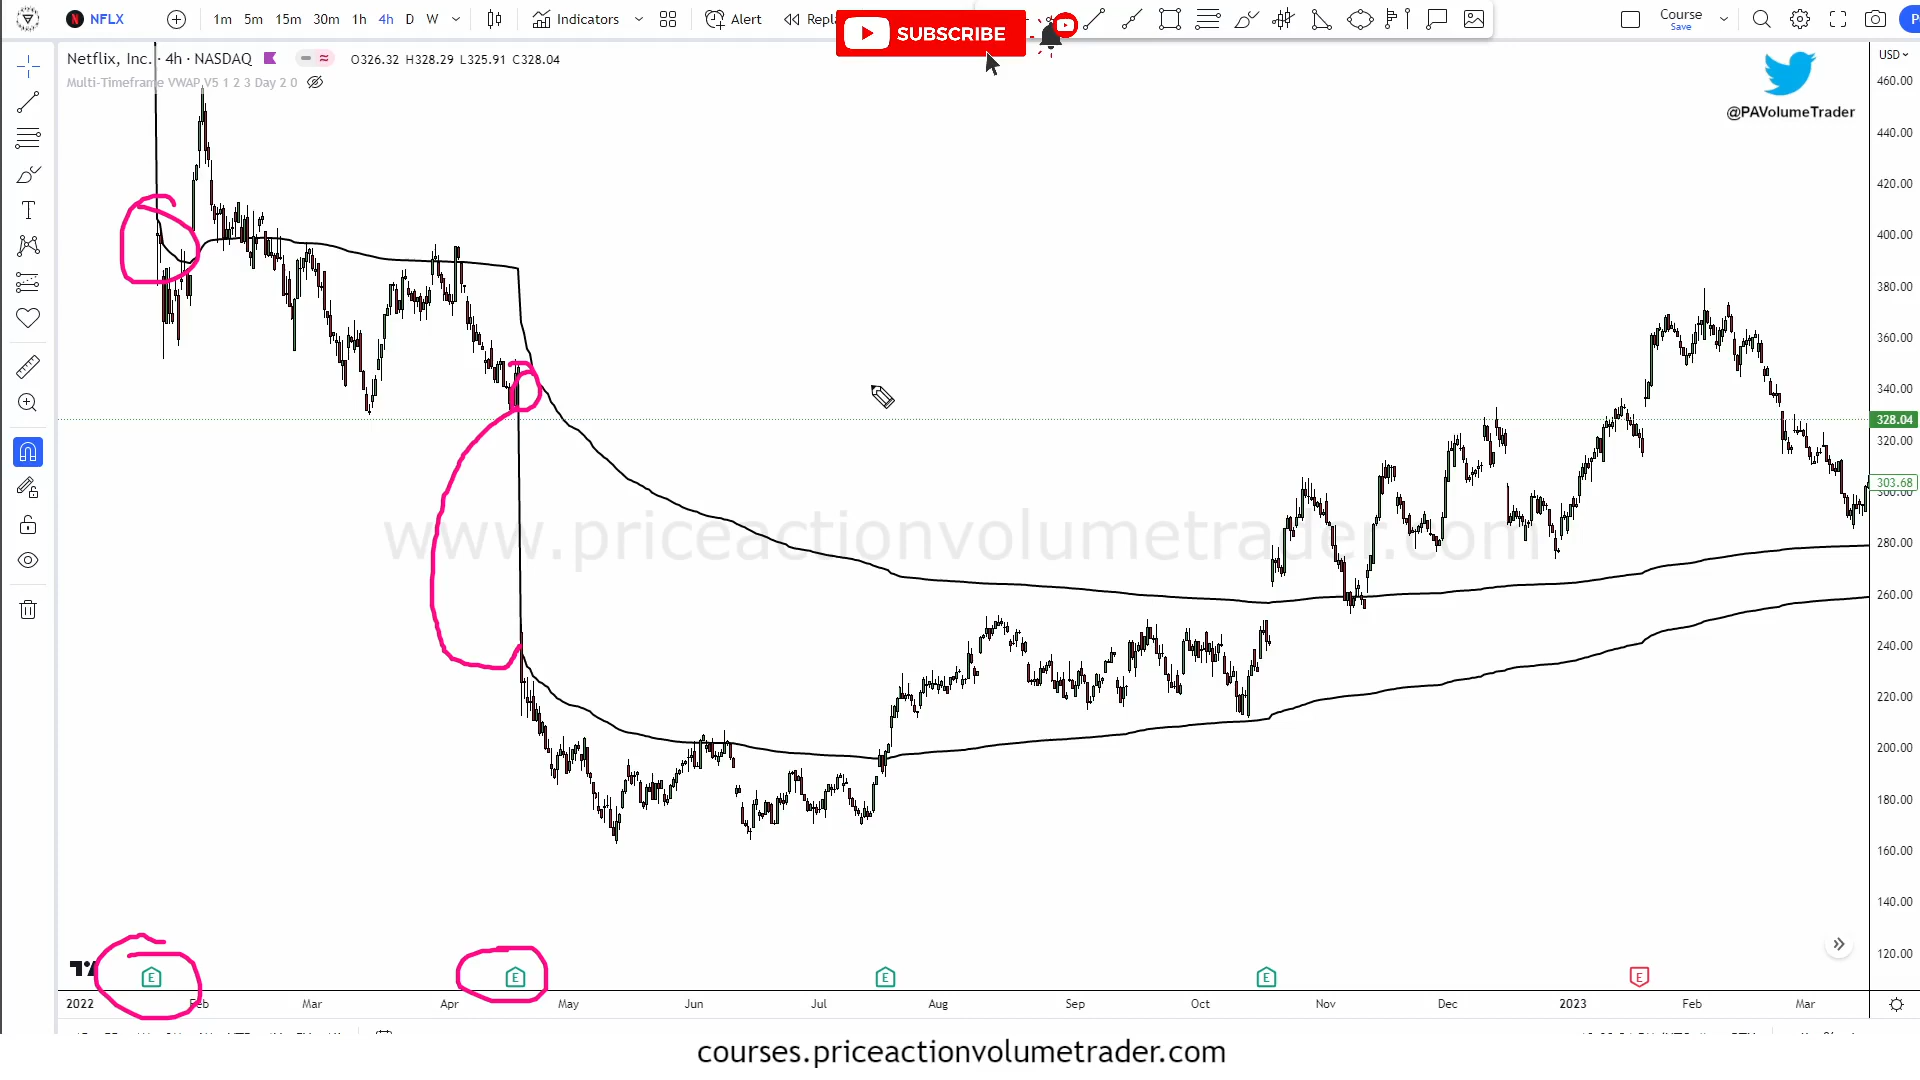 NFLX 1m 5m 15m 30m 1h 4h D W Indicators Alert Repla SUBSCRIBE Course
Save
Netflix, Inc. · 4h · NASDAQ O326.32 H328.29 L325.91 C328.04
Multi-Timeframe VWAP V5 1 2 3 Day 2 0
USD
@PAVolumeTrader
460.00
440.00
420.00
400.00
380.00
360.00
340.00
328.04
320.00
303.68
300.00
280.00
260.00
240.00
220.00
200.00
180.00
160.00
140.00
120.00
www.priceactionvolumetrader.com
E E E E E
2022 Feb Mar Apr May Jun Jul Aug Sep Oct Nov Dec 2023 Feb Mar
courses.priceactionvolumetrader.com